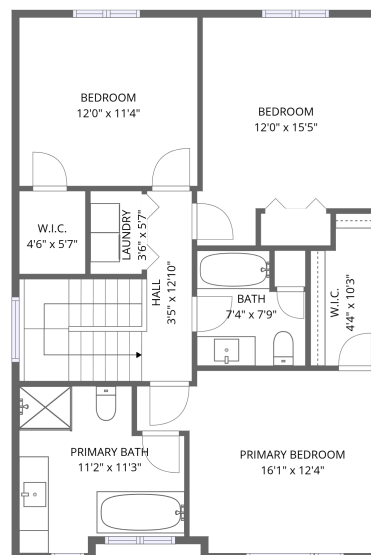 BEDROOM
12'0" x 11'4"
BEDROOM
12'0" x 15'5"
W.I.C.
4'6" x 5'7"
LAUNDRY
3'6" x 5'7"
HALL
3'5" x 12'10"
BATH
7'4" x 7'9"
W.I.C.
4'4" x 10'3"
PRIMARY BATH
11'2" x 11'3"
PRIMARY BEDROOM
16'1" x 12'4"